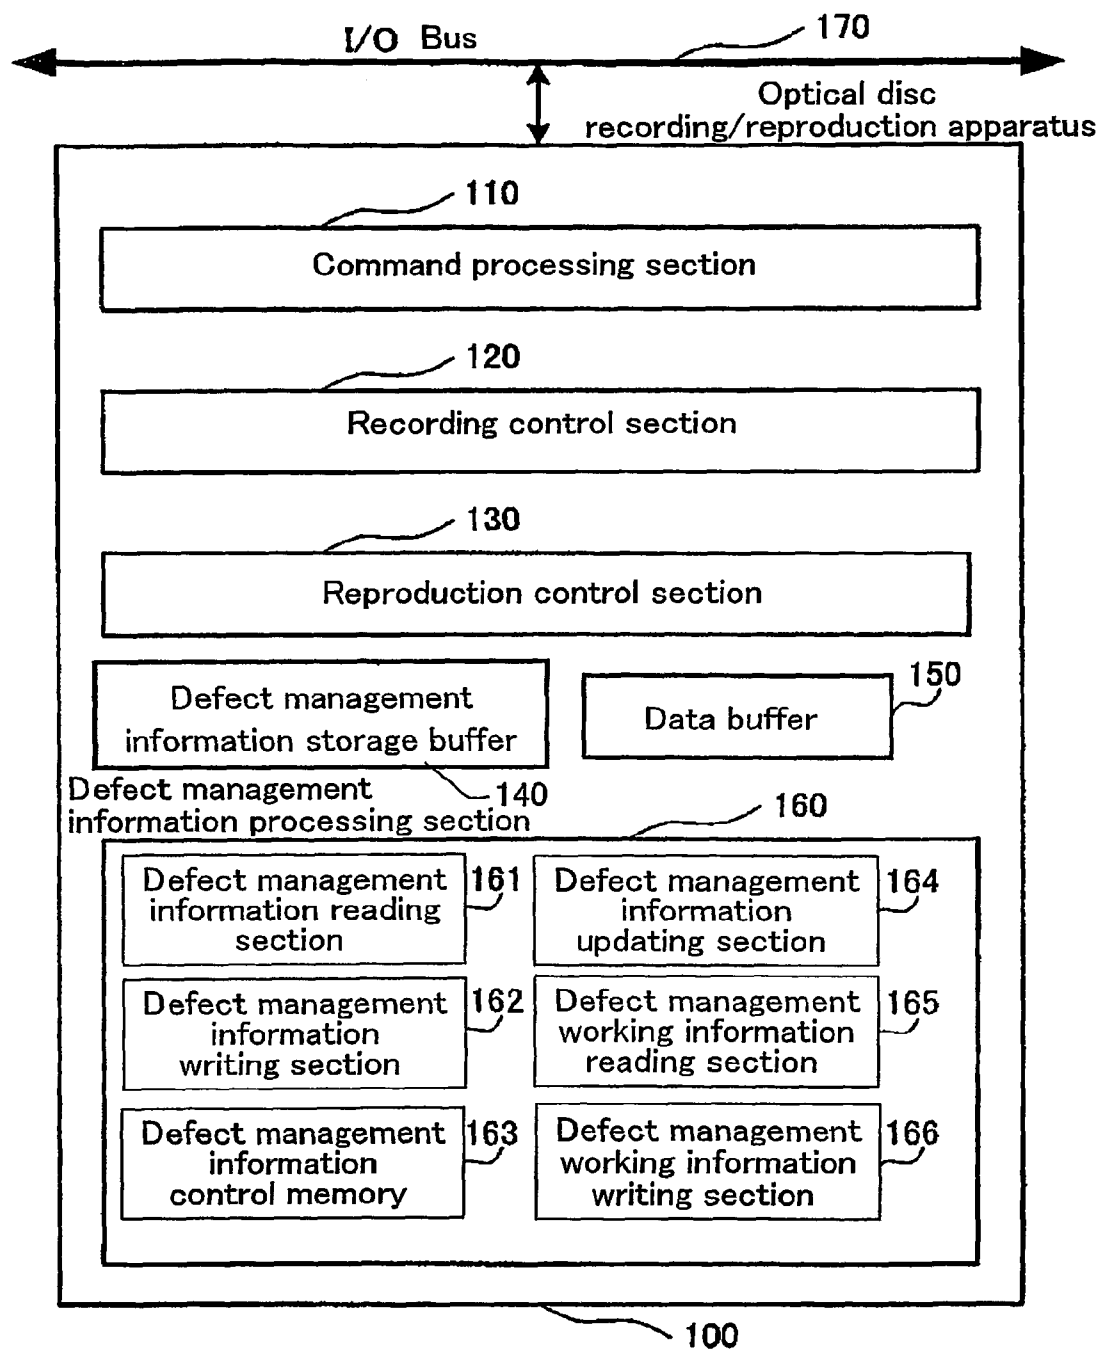 I/O Bus
170
Optical disc
recording/reproduction apparatus
110
Command processing section
120
Recording control section
130
Reproduction control section
Defect management
information storage buffer
140
150
Data buffer
Defect management
information processing section
160
Defect management
information reading
section
161
Defect management
information
updating section
164
Defect management
information
writing section
162
Defect management
working information
reading section
165
Defect management
information
control memory
163
Defect management
working information
writing section
166
100